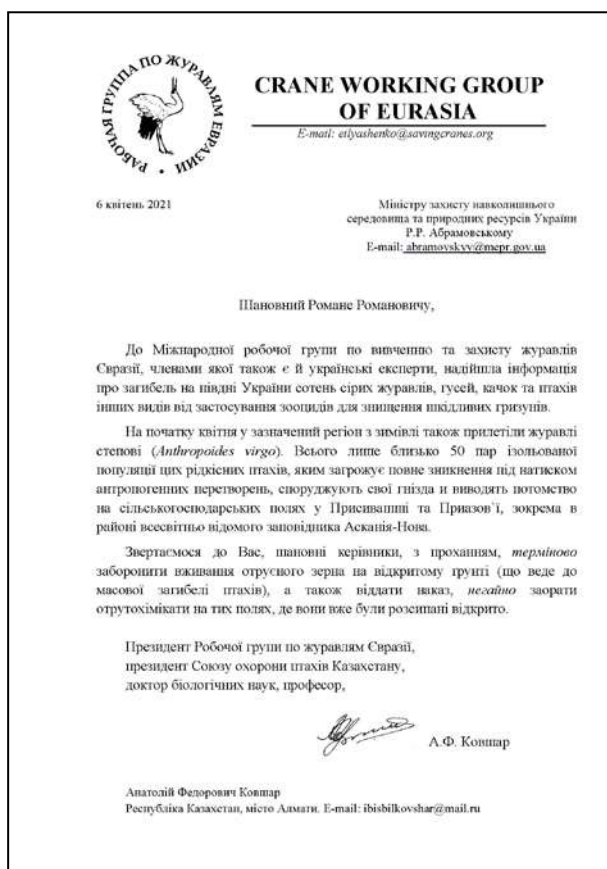 РАБОЧАЯ ГРУППА ПО ЖУРАВЛЯМ ЕВРАЗИИ •
CRANE WORKING GROUP
OF EURASIA
E-mail: eilyashenko@savingcranes.org
6 квітень 2021
Міністру захисту навколишнього
середовища та природних ресурсів України
Р.Р. Абрамовському
E-mail: abramovskyy@mepr.gov.ua
Шановний Романе Романовичу,
До Міжнародної робочої групи по вивченню та захисту журавлів
Євразії, членами якої також є й українські експерти, надійшла інформація
про загибель на півдні України сотень сірих журавлів, гусей, качок та птахів
інших видів від застосування зооцидів для знищення шкідливих гризунів.
На початку квітня у зазначений регіон з зимівлі також прилетіли журавлі
степові (Anthropoides virgo). Всього лише близько 50 пар ізольованої
популяції цих рідкісних птахів, яким загрожує повне зникнення під натиском
антропогенних перетворень, споруджують свої гнізда и виводять потомство
на сільськогосподарських полях у Присивашші та Приазов'ї, зокрема в
районі всесвітньо відомого заповідника Асканія-Нова.
Звертаємося до Вас, шановні керівники, з проханням, терміново
заборонити вживання отруєного зерна на відкритому ґрунті (що веде до
масової загибелі птахів), а також віддати наказ, негайно заорати
отрутохімікати на тих полях, де вони вже були розсипані відкрито.
Президент Робочої групи по журавлям Євразії,
президент Союзу охорони птахів Казахстану,
доктор біологічних наук, професор,
А.Ф. Ковшар
Анатолій Федорович Ковшар
Республіка Казахстан, місто Алмати. E-mail: ibisbilkovshar@mail.ru